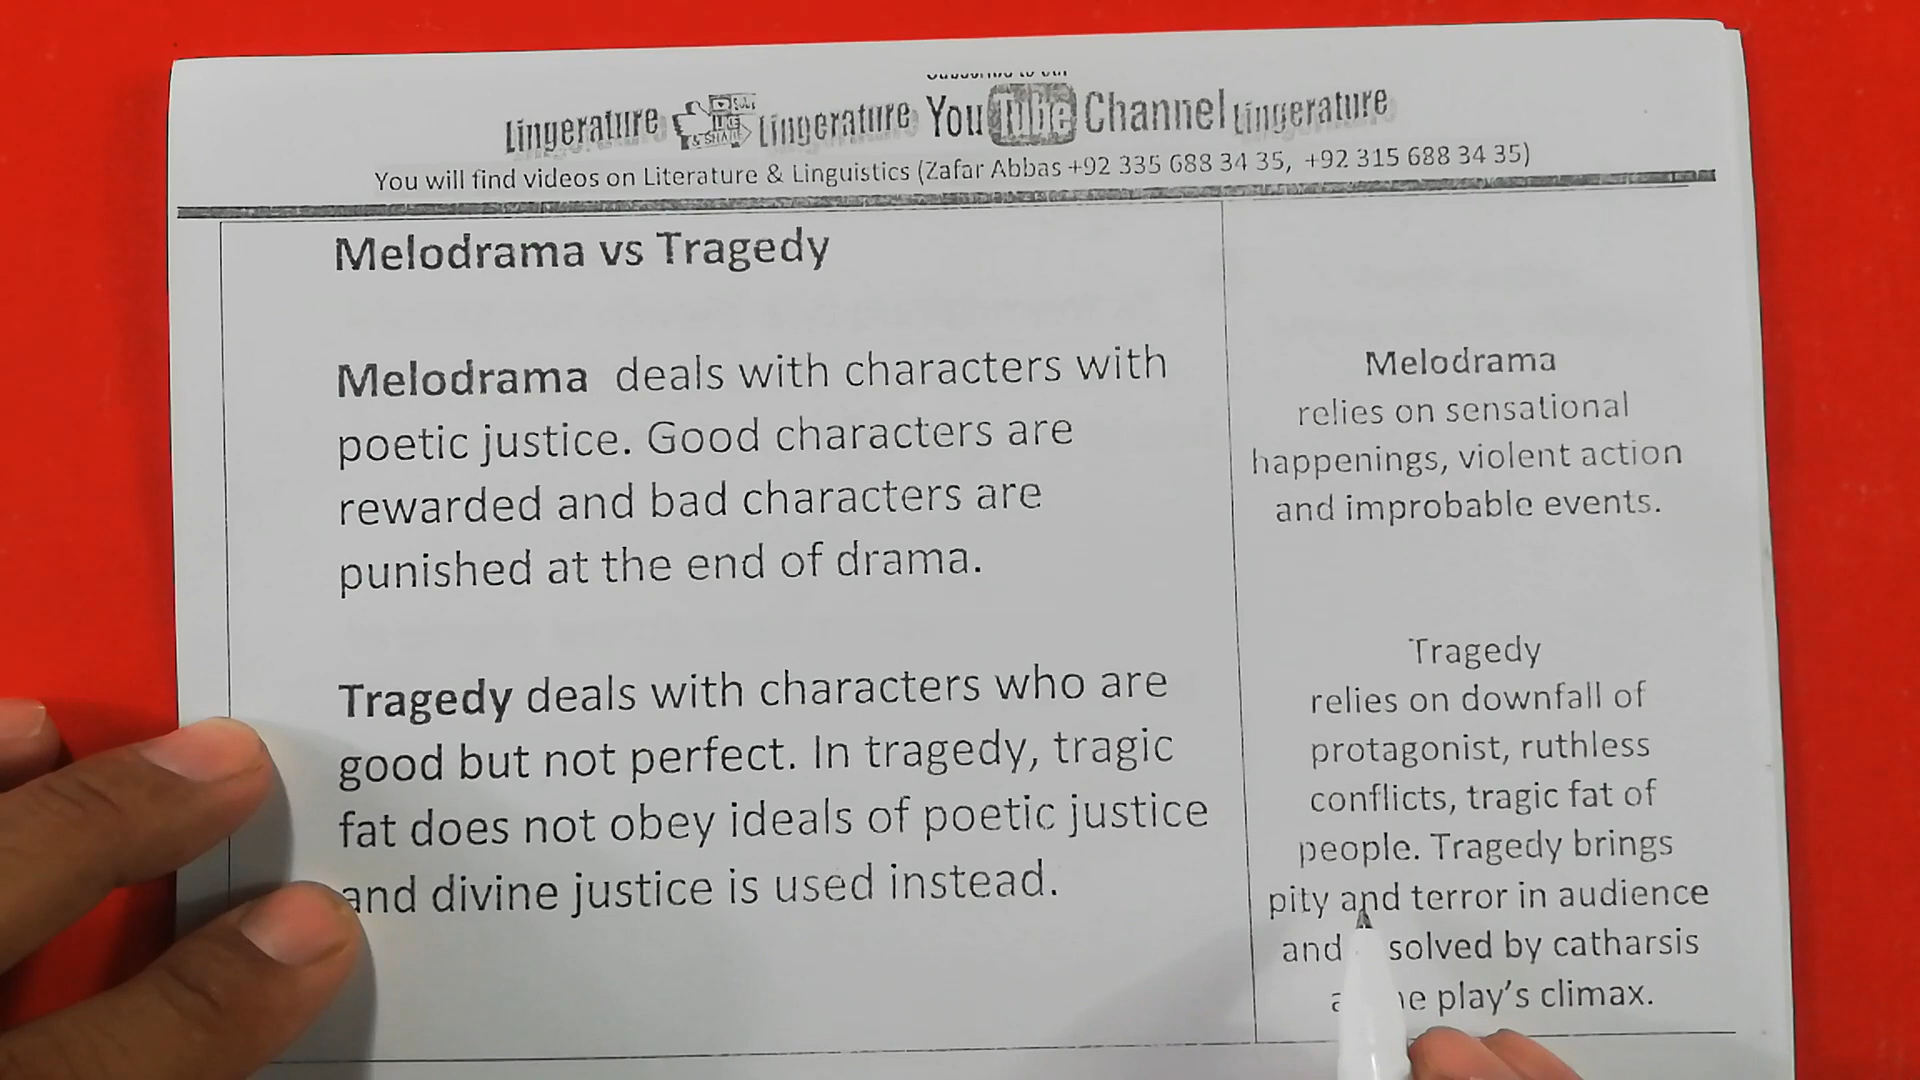 Lingerature LIKE & SHARE Lingerature YouTube Channel Lingerature
You will find videos on Literature & Linguistics (Zafar Abbas +92 335 688 34 35, +92 315 688 34 35)
Melodrama vs Tragedy
Melodrama deals with characters with
poetic justice. Good characters are
rewarded and bad characters are
punished at the end of drama.
Tragedy deals with characters who are
good but not perfect. In tragedy, tragic
fat does not obey ideals of poetic justice
and divine justice is used instead.
Melodrama
relies on sensational
happenings, violent action
and improbable events.
Tragedy
relies on downfall of
protagonist, ruthless
conflicts, tragic fat of
people. Tragedy brings
pity and terror in audience
and solved by catharsis
play's climax.